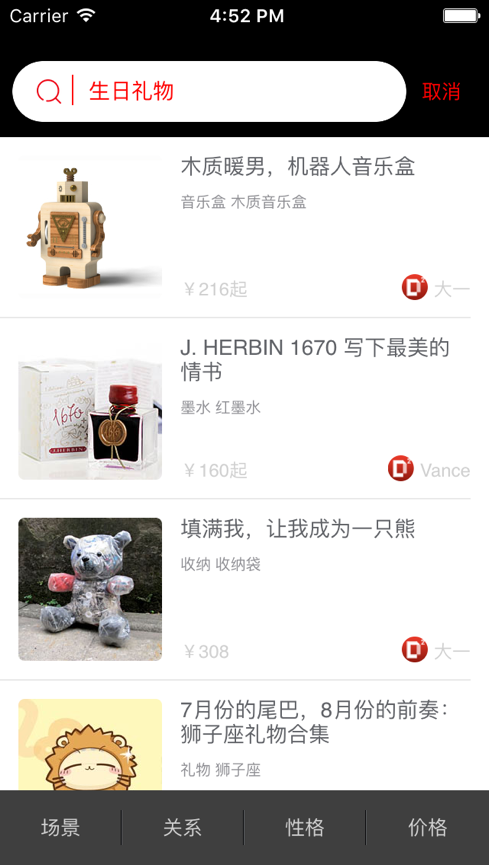 Carrier 4:52 PM
生日礼物 取消
木质暖男，机器人音乐盒
音乐盒 木质音乐盒
￥216起 大一
J. HERBIN 1670 写下最美的
情书
墨水 红墨水
1670
J.HERBIN
￥160起 Vance
填满我，让我成为一只熊
收纳 收纳袋
￥308 大一
7月份的尾巴，8月份的前奏：
狮子座礼物合集
礼物 狮子座
场景 关系 性格 价格